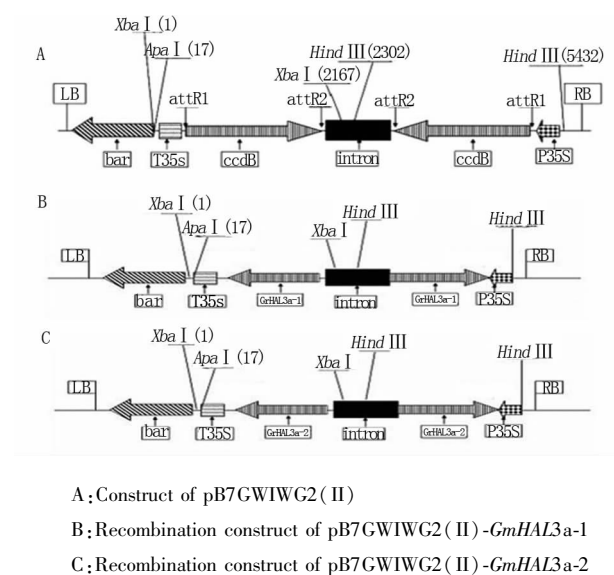 A
Xba I (1)
Apa I (17)
Hind III (2302)
Xba I (2167)
Hind III (5432)
LB
attR1
attR2
attR2
attR1
RB
bar
T35s
ccdB
intron
ccdB
P35S
B
Xba I (1)
Apa I (17)
Xba I
Hind III
Hind III
LB
RB
bar
T35s
GrHAL3a-1
intron
GrHAL3a-1
P35S
C
Xba I (1)
Apa I (17)
Xba I
Hind III
Hind III
LB
RB
bar
T35S
GrHAL3a-2
intron
GrHAL3a-2
P35S
A:Construct of pB7GWIWG2(II)
B:Recombination construct of pB7GWIWG2(II)-GmHAL3a-1
C:Recombination construct of pB7GWIWG2(II)-GmHAL3a-2